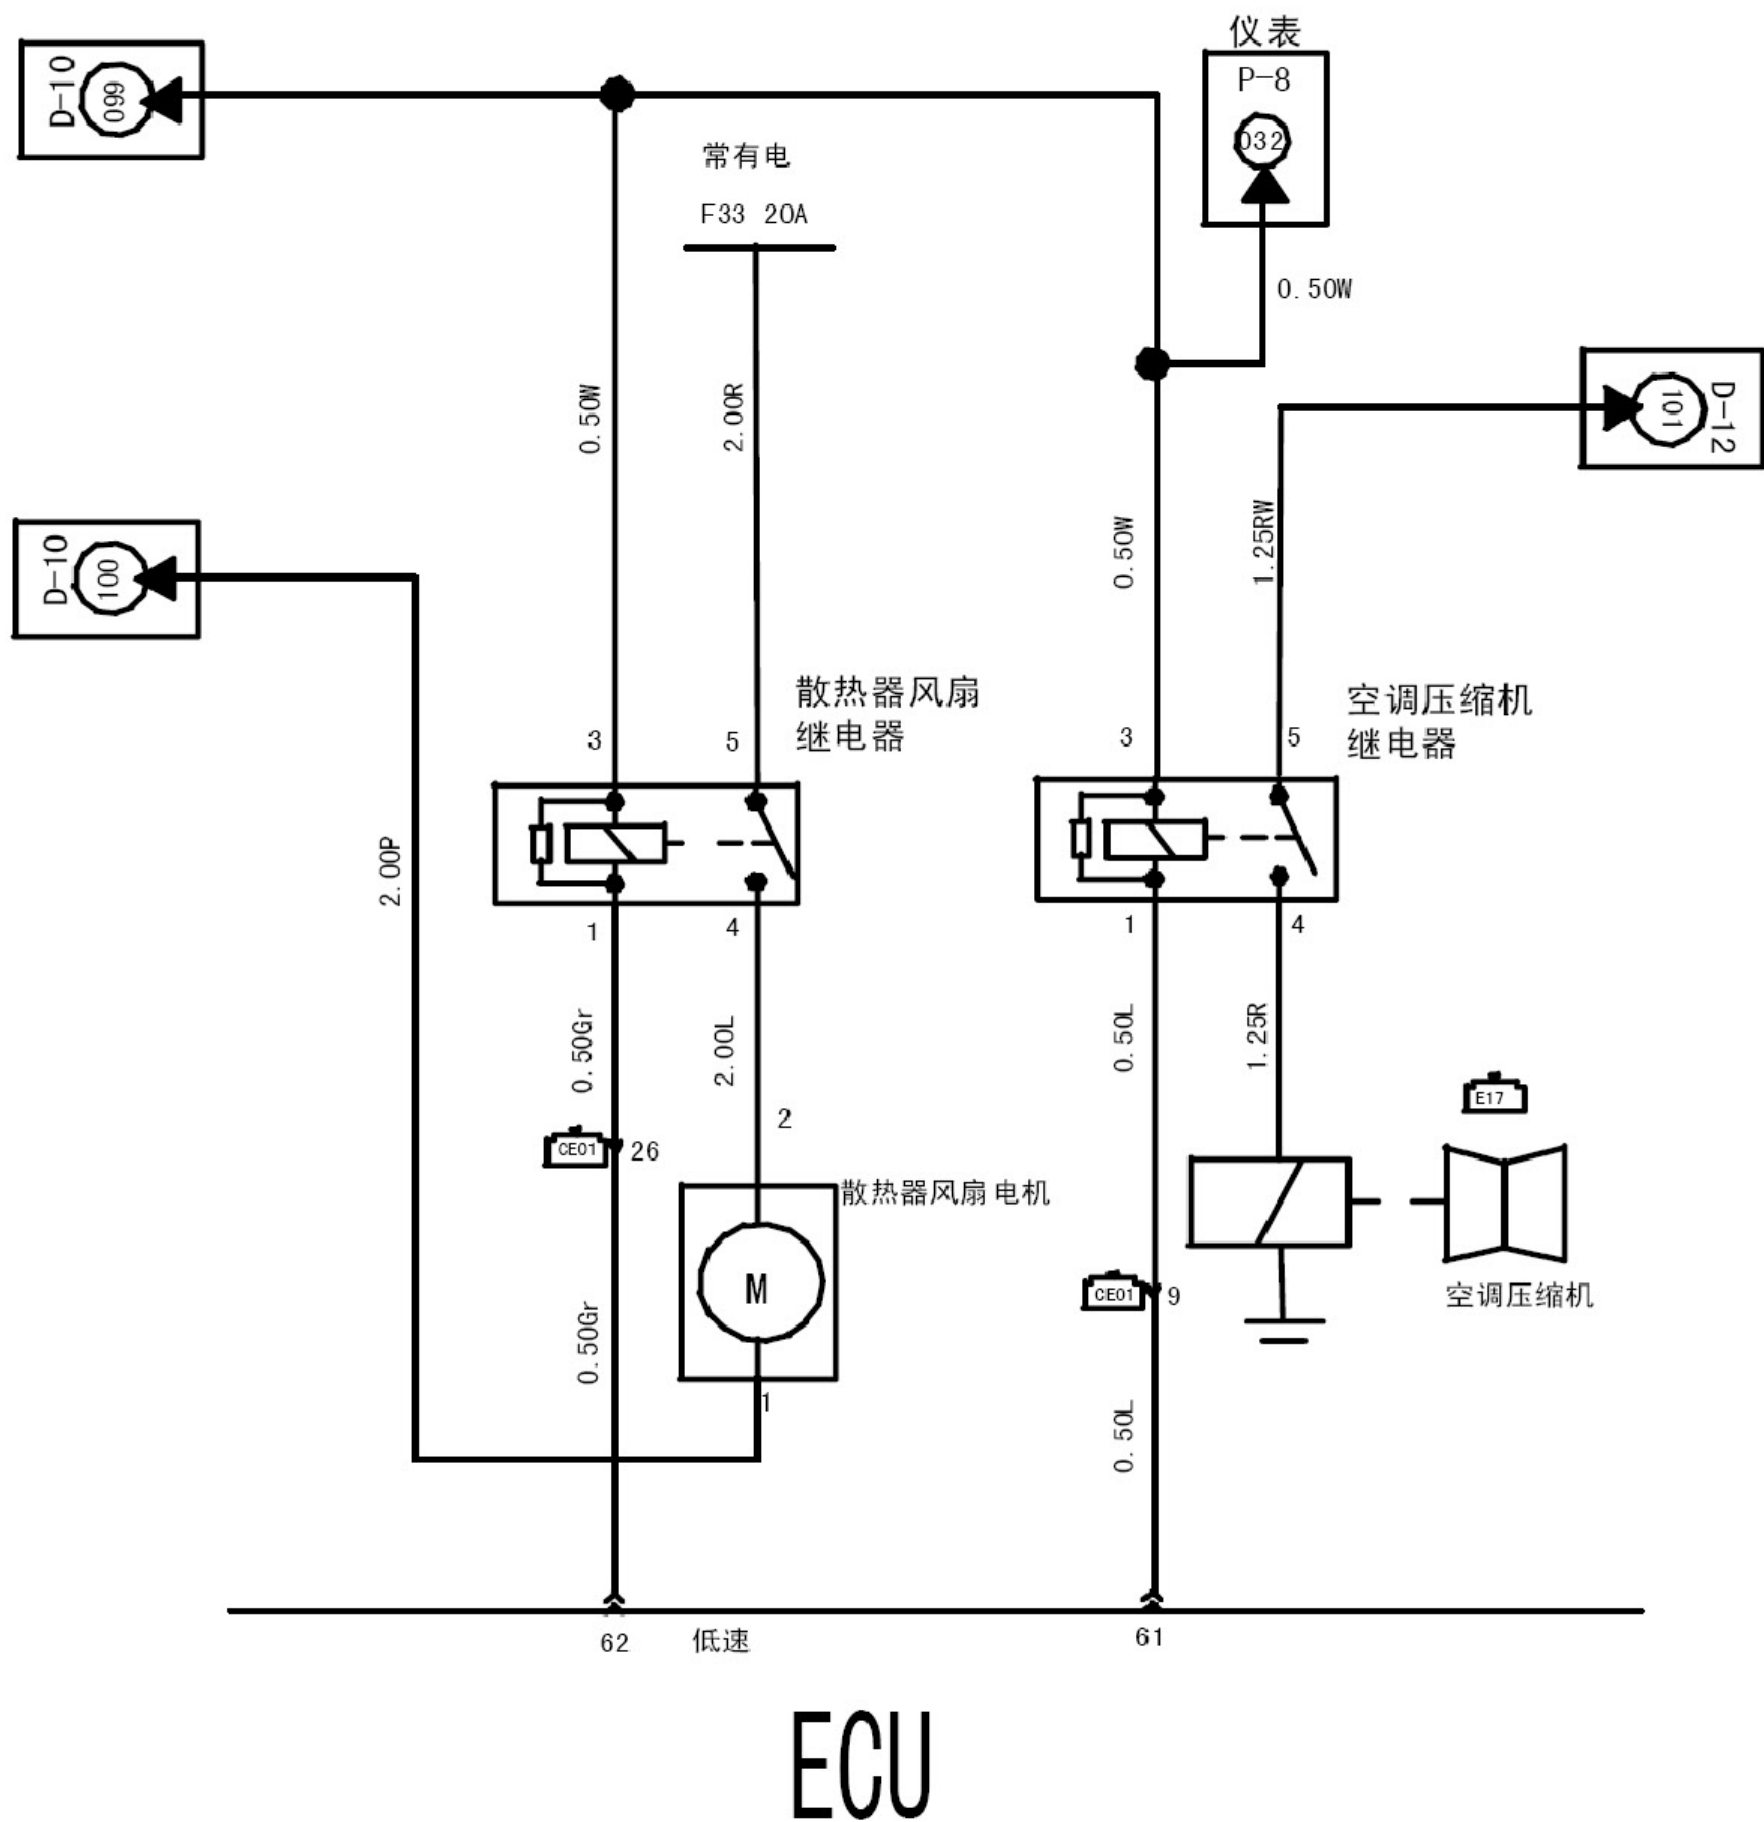 仪表
P-8
032
0.50W
D-10
099
常有电
F33 20A
0.50W
2.00R
D-12
101
D-10
100
0.50W
1.25RW
散热器风扇
继电器
空调压缩机
继电器
3
5
3
5
2.00P
1
4
1
4
0.50Gr
2.00L
0.50L
1.25R
2
E17
CE01
26
散热器风扇电机
M
CE01
9
空调压缩机
0.50Gr
1
0.50L
62
低速
61
ECU